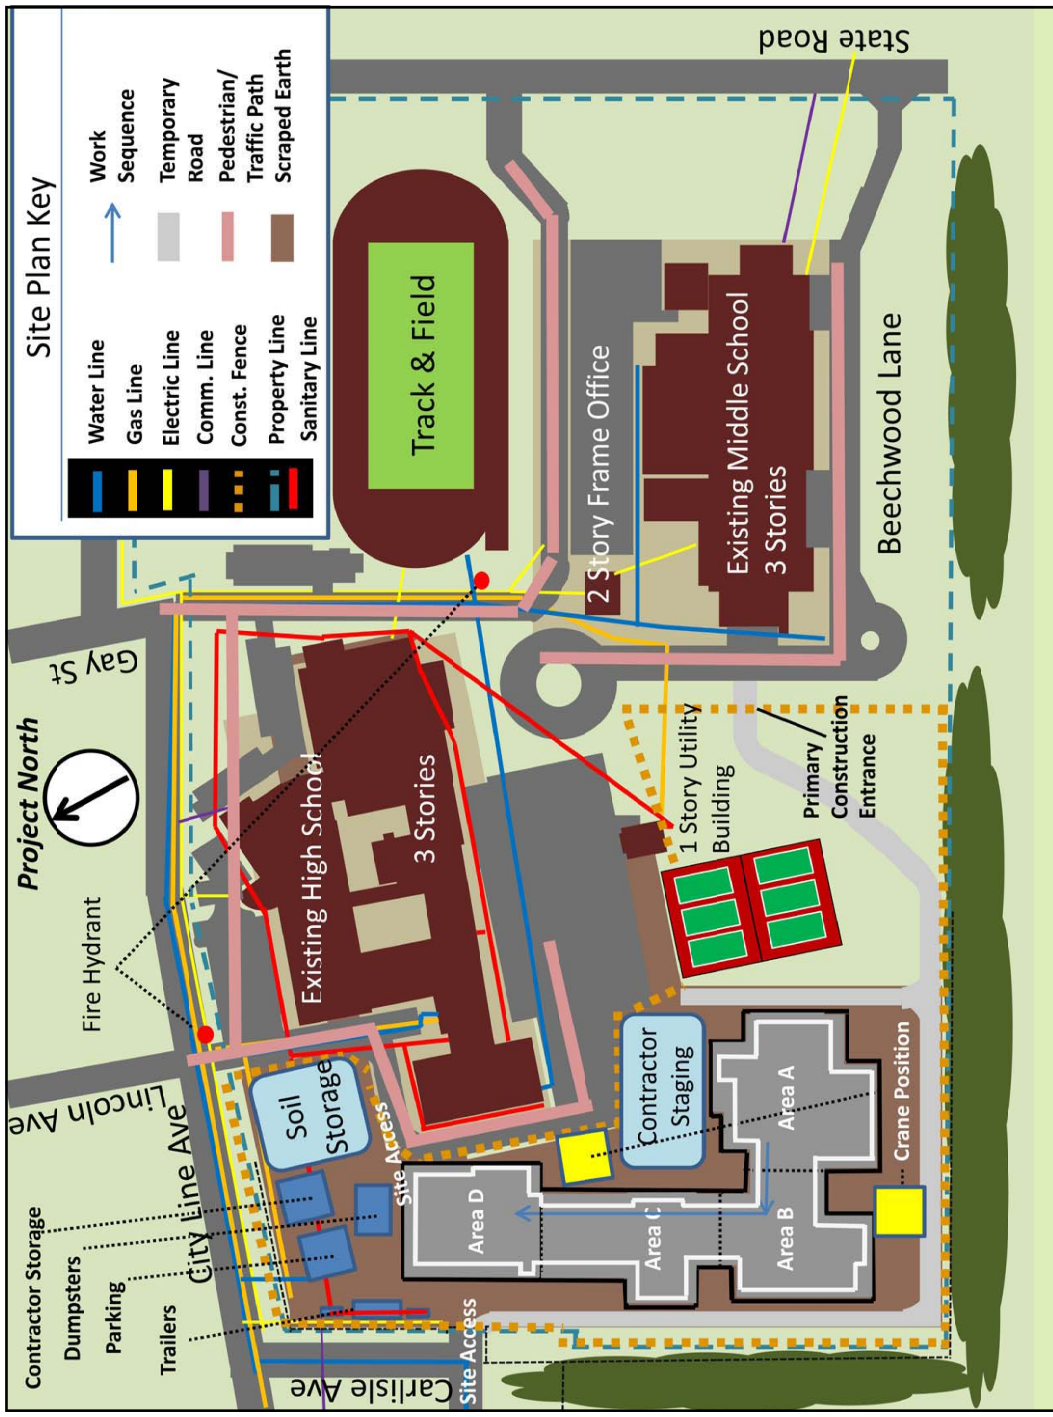 Site Plan Key
Water Line
Gas Line
Electric Line
Comm. Line
Const. Fence
Property Line
Sanitary Line
Work
Sequence
Temporary
Road
Pedestrian/
Traffic Path
Scraped Earth
Contractor Storage
Dumpsters
Parking
Trailers
Fire Hydrant
Project North
Gay St
Lincoln Ave
City Line Ave
Carlisle Ave
State Road
Track & Field
Existing High School
3 Stories
2 Story Frame Office
Existing Middle School
3 Stories
Beechwood Lane
1 Story Utility
Building
Primary
Construction
Entrance
Soil
Storage
Site Access
Contractor
Staging
Site Access
Area D
Area C
Area B
Area A
Crane Position